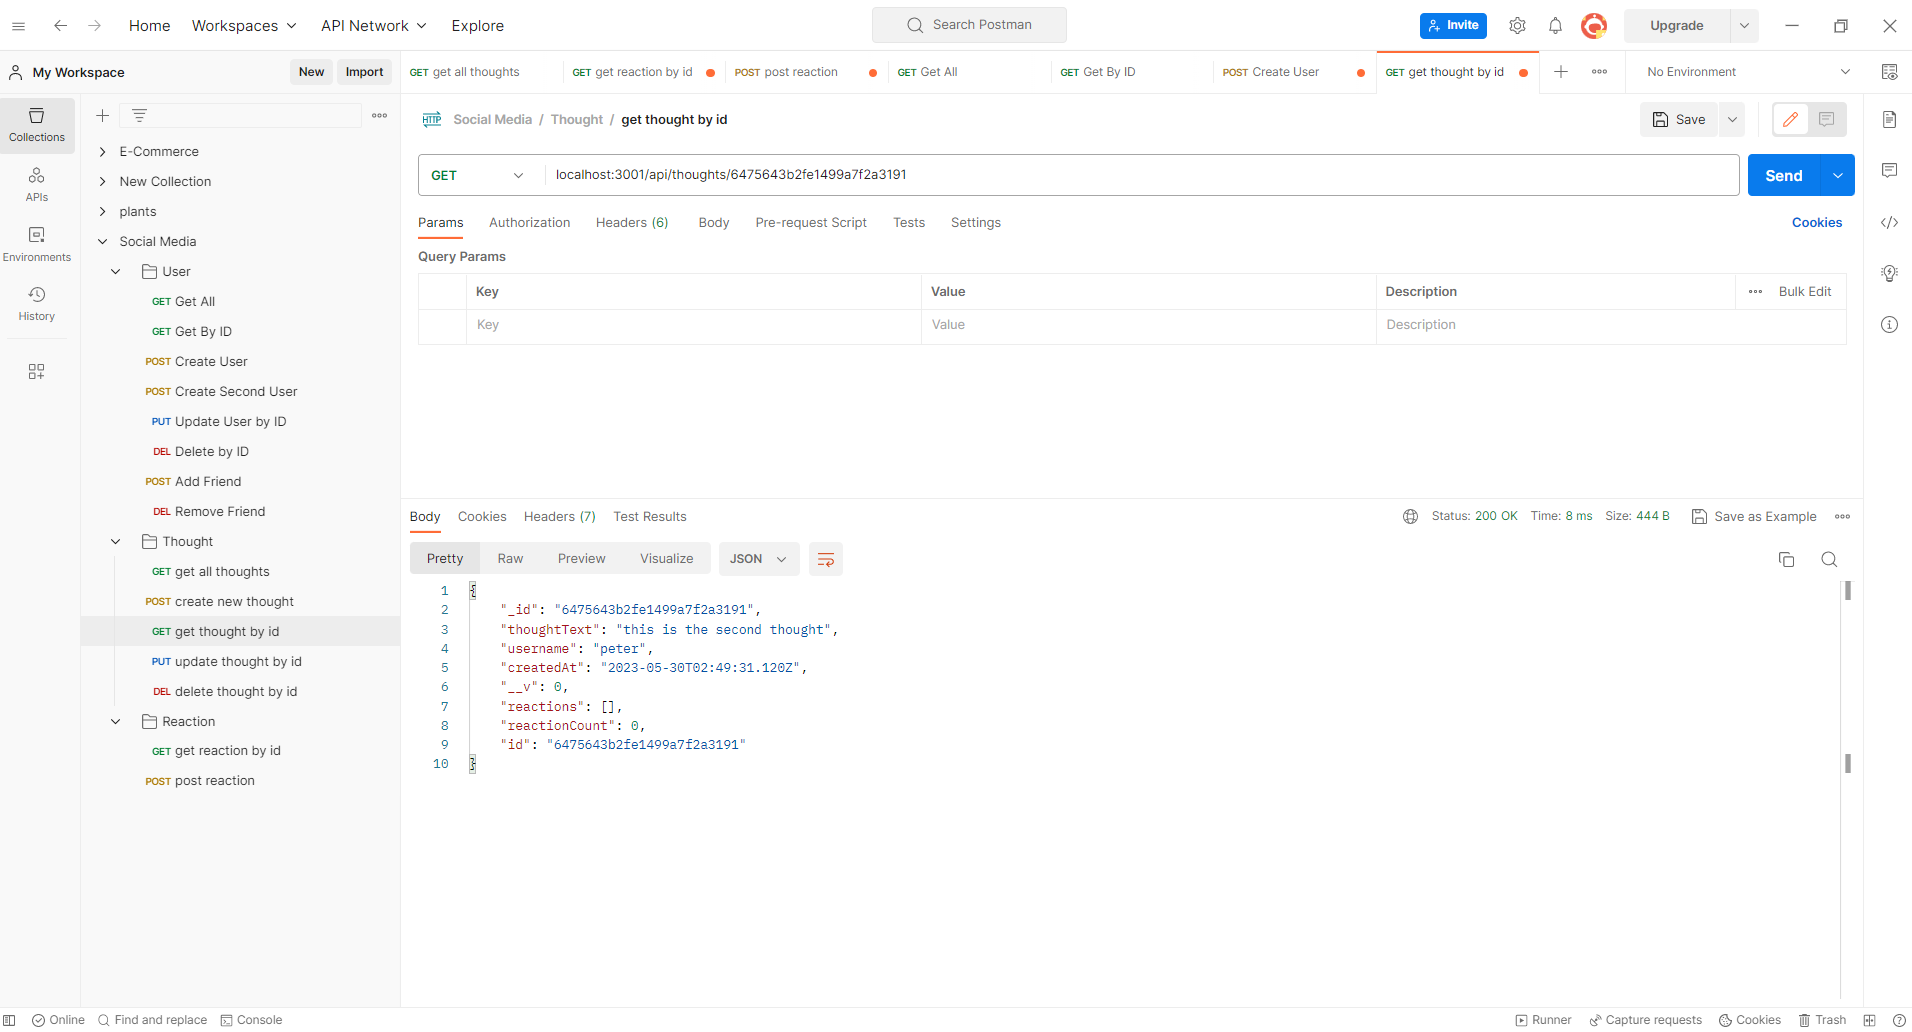 Home Workspaces API Network Explore Search Postman Invite Upgrade
My Workspace New Import GET get all thoughts GET get reaction by id POST post reaction GET Get All GET Get By ID POST Create User GET get thought by id No Environment
Collections
APIs
Environments
History
E-Commerce
New Collection
plants
Social Media
User
GET Get All
GET Get By ID
POST Create User
POST Create Second User
PUT Update User by ID
DEL Delete by ID
POST Add Friend
DEL Remove Friend
Thought
GET get all thoughts
POST create new thought
GET get thought by id
PUT update thought by id
DEL delete thought by id
Reaction
GET get reaction by id
POST post reaction
HTTP Social Media / Thought / get thought by id Save
GET localhost:3001/api/thoughts/6475643b2fe1499a7f2a3191 Send
Params Authorization Headers (6) Body Pre-request Script Tests Settings Cookies
Query Params
Key Value Description Bulk Edit
Key Value Description
Body Cookies Headers (7) Test Results Status: 200 OK Time: 8 ms Size: 444 B Save as Example
Pretty Raw Preview Visualize JSON
1 {
2 "_id": "6475643b2fe1499a7f2a3191",
3 "thoughtText": "this is the second thought",
4 "username": "peter",
5 "createdAt": "2023-05-30T02:49:31.120Z",
6 "__v": 0,
7 "reactions": [],
8 "reactionCount": 0,
9 "id": "6475643b2fe1499a7f2a3191"
10 }
Online Find and replace Console Runner Capture requests Cookies Trash